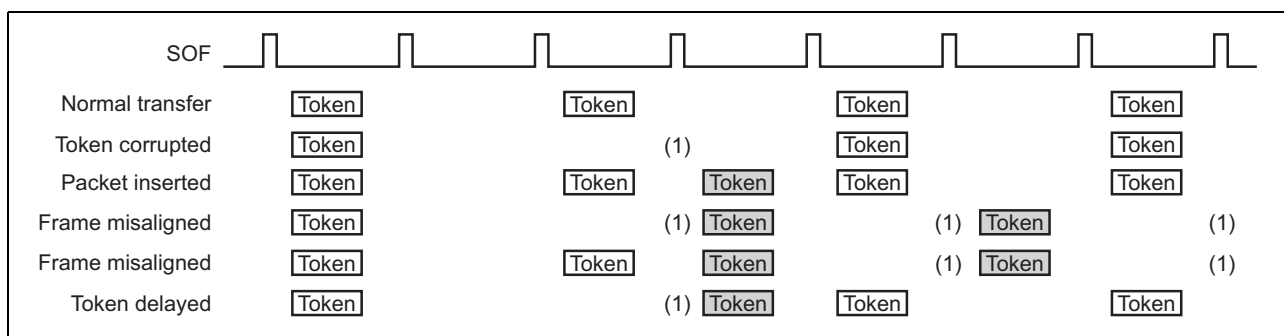 SOF
Normal transfer Token Token Token Token
Token corrupted Token (1) Token Token
Packet inserted Token Token Token Token Token
Frame misaligned Token (1) Token (1) Token (1)
Frame misaligned Token Token Token (1) Token (1)
Token delayed Token (1) Token Token Token